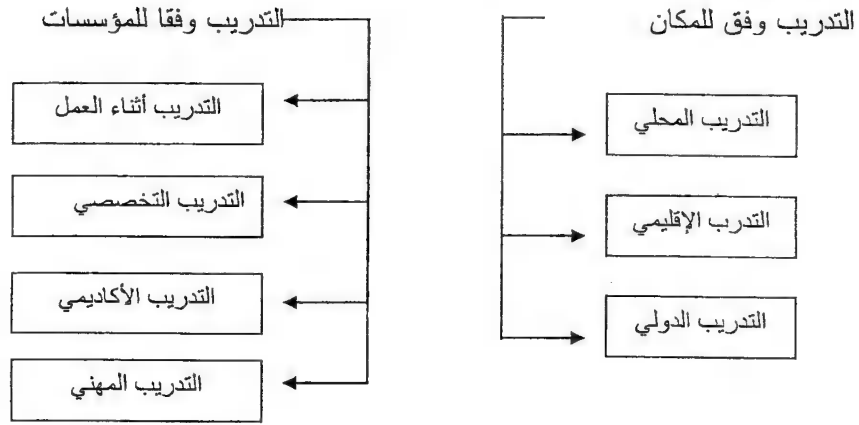 التدريب وفق للمكان
التدريب المحلي
التدرب الإقليمي
التدريب الدولي
التدريب وفقا للمؤسسات
التدريب أثناء العمل
التدريب التخصصي
التدريب الأكاديمي
التدريب المهني